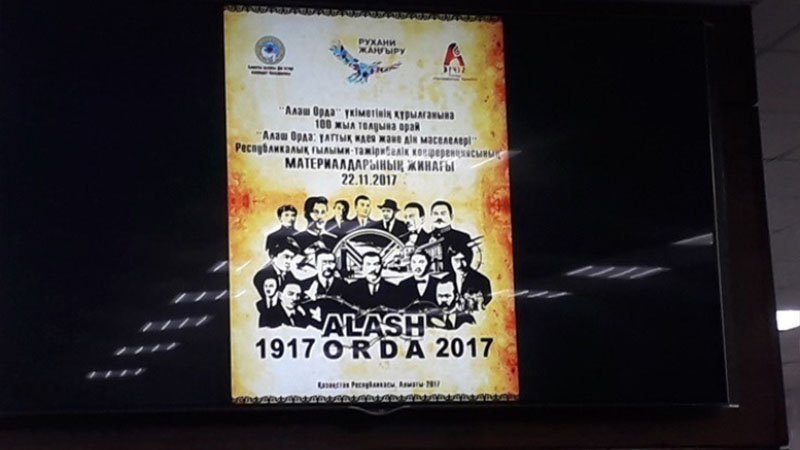 РУХАНИ
ЖАҢҒЫРУ
"Алаш Орда" үкіметінің құрылғанына
100 жыл толуына орай
"Алаш Орда: ұлттық идея және дін мәселелері"
Республикалық ғылыми-тәжірибелік конференциясының
МАТЕРИАЛДАРЫНЫҢ ЖИНАҒЫ
22.11.2017
ALASH
1917 ORDA 2017
Қазақстан Республикасы, Алматы-2017